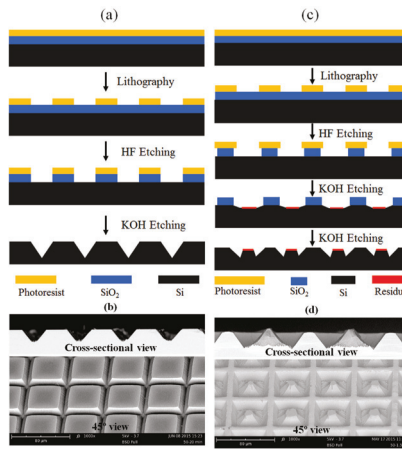 (a)
Lithography
HF Etching
KOH Etching
Photoresist SiO2 Si
(b)
Cross-sectional view
45° view
(c)
Lithography
HF Etching
KOH Etching
KOH Etching
Photoresist SiO2 Si Residu
(d)
Cross-sectional view
45° view